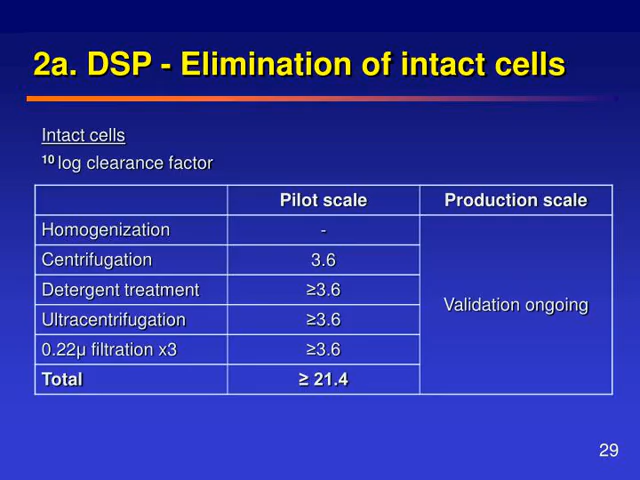 2a. DSP - Elimination of intact cells
Intact cells
10 log clearance factor
Pilot scale Production scale
Homogenization -
Centrifugation 3.6
Detergent treatment ≥3.6
Validation ongoing
Ultracentrifugation ≥3.6
0.22µ filtration x3 ≥3.6
Total ≥ 21.4
29